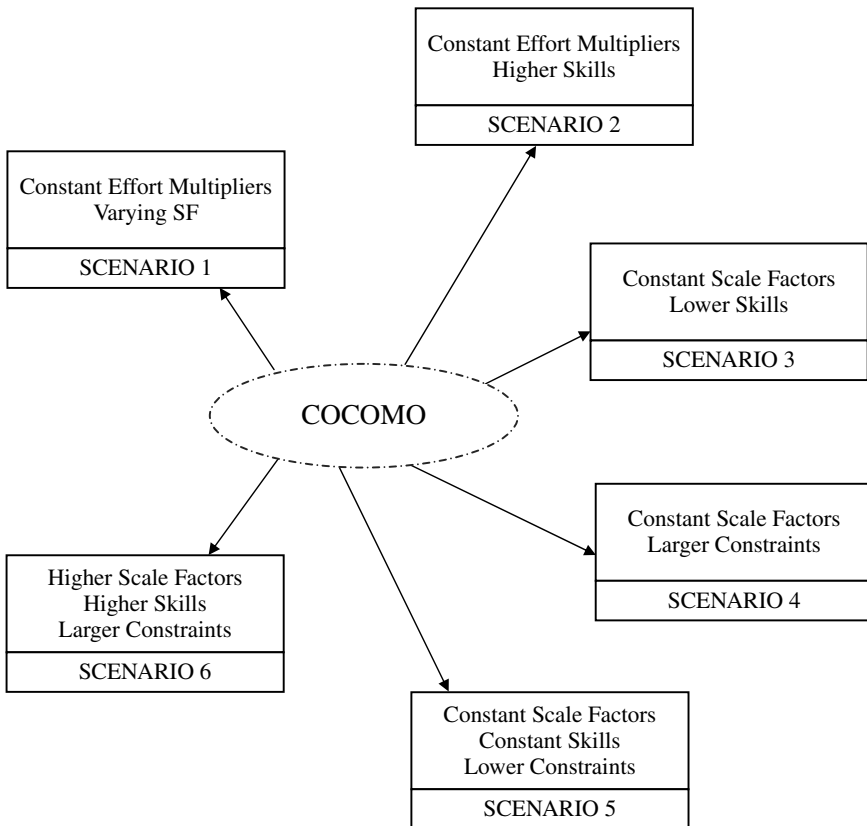 Constant Effort Multipliers
Higher Skills
SCENARIO 2
Constant Effort Multipliers
Varying SF
SCENARIO 1
Constant Scale Factors
Lower Skills
SCENARIO 3
COCOMO
Constant Scale Factors
Larger Constraints
SCENARIO 4
Higher Scale Factors
Higher Skills
Larger Constraints
SCENARIO 6
Constant Scale Factors
Constant Skills
Lower Constraints
SCENARIO 5